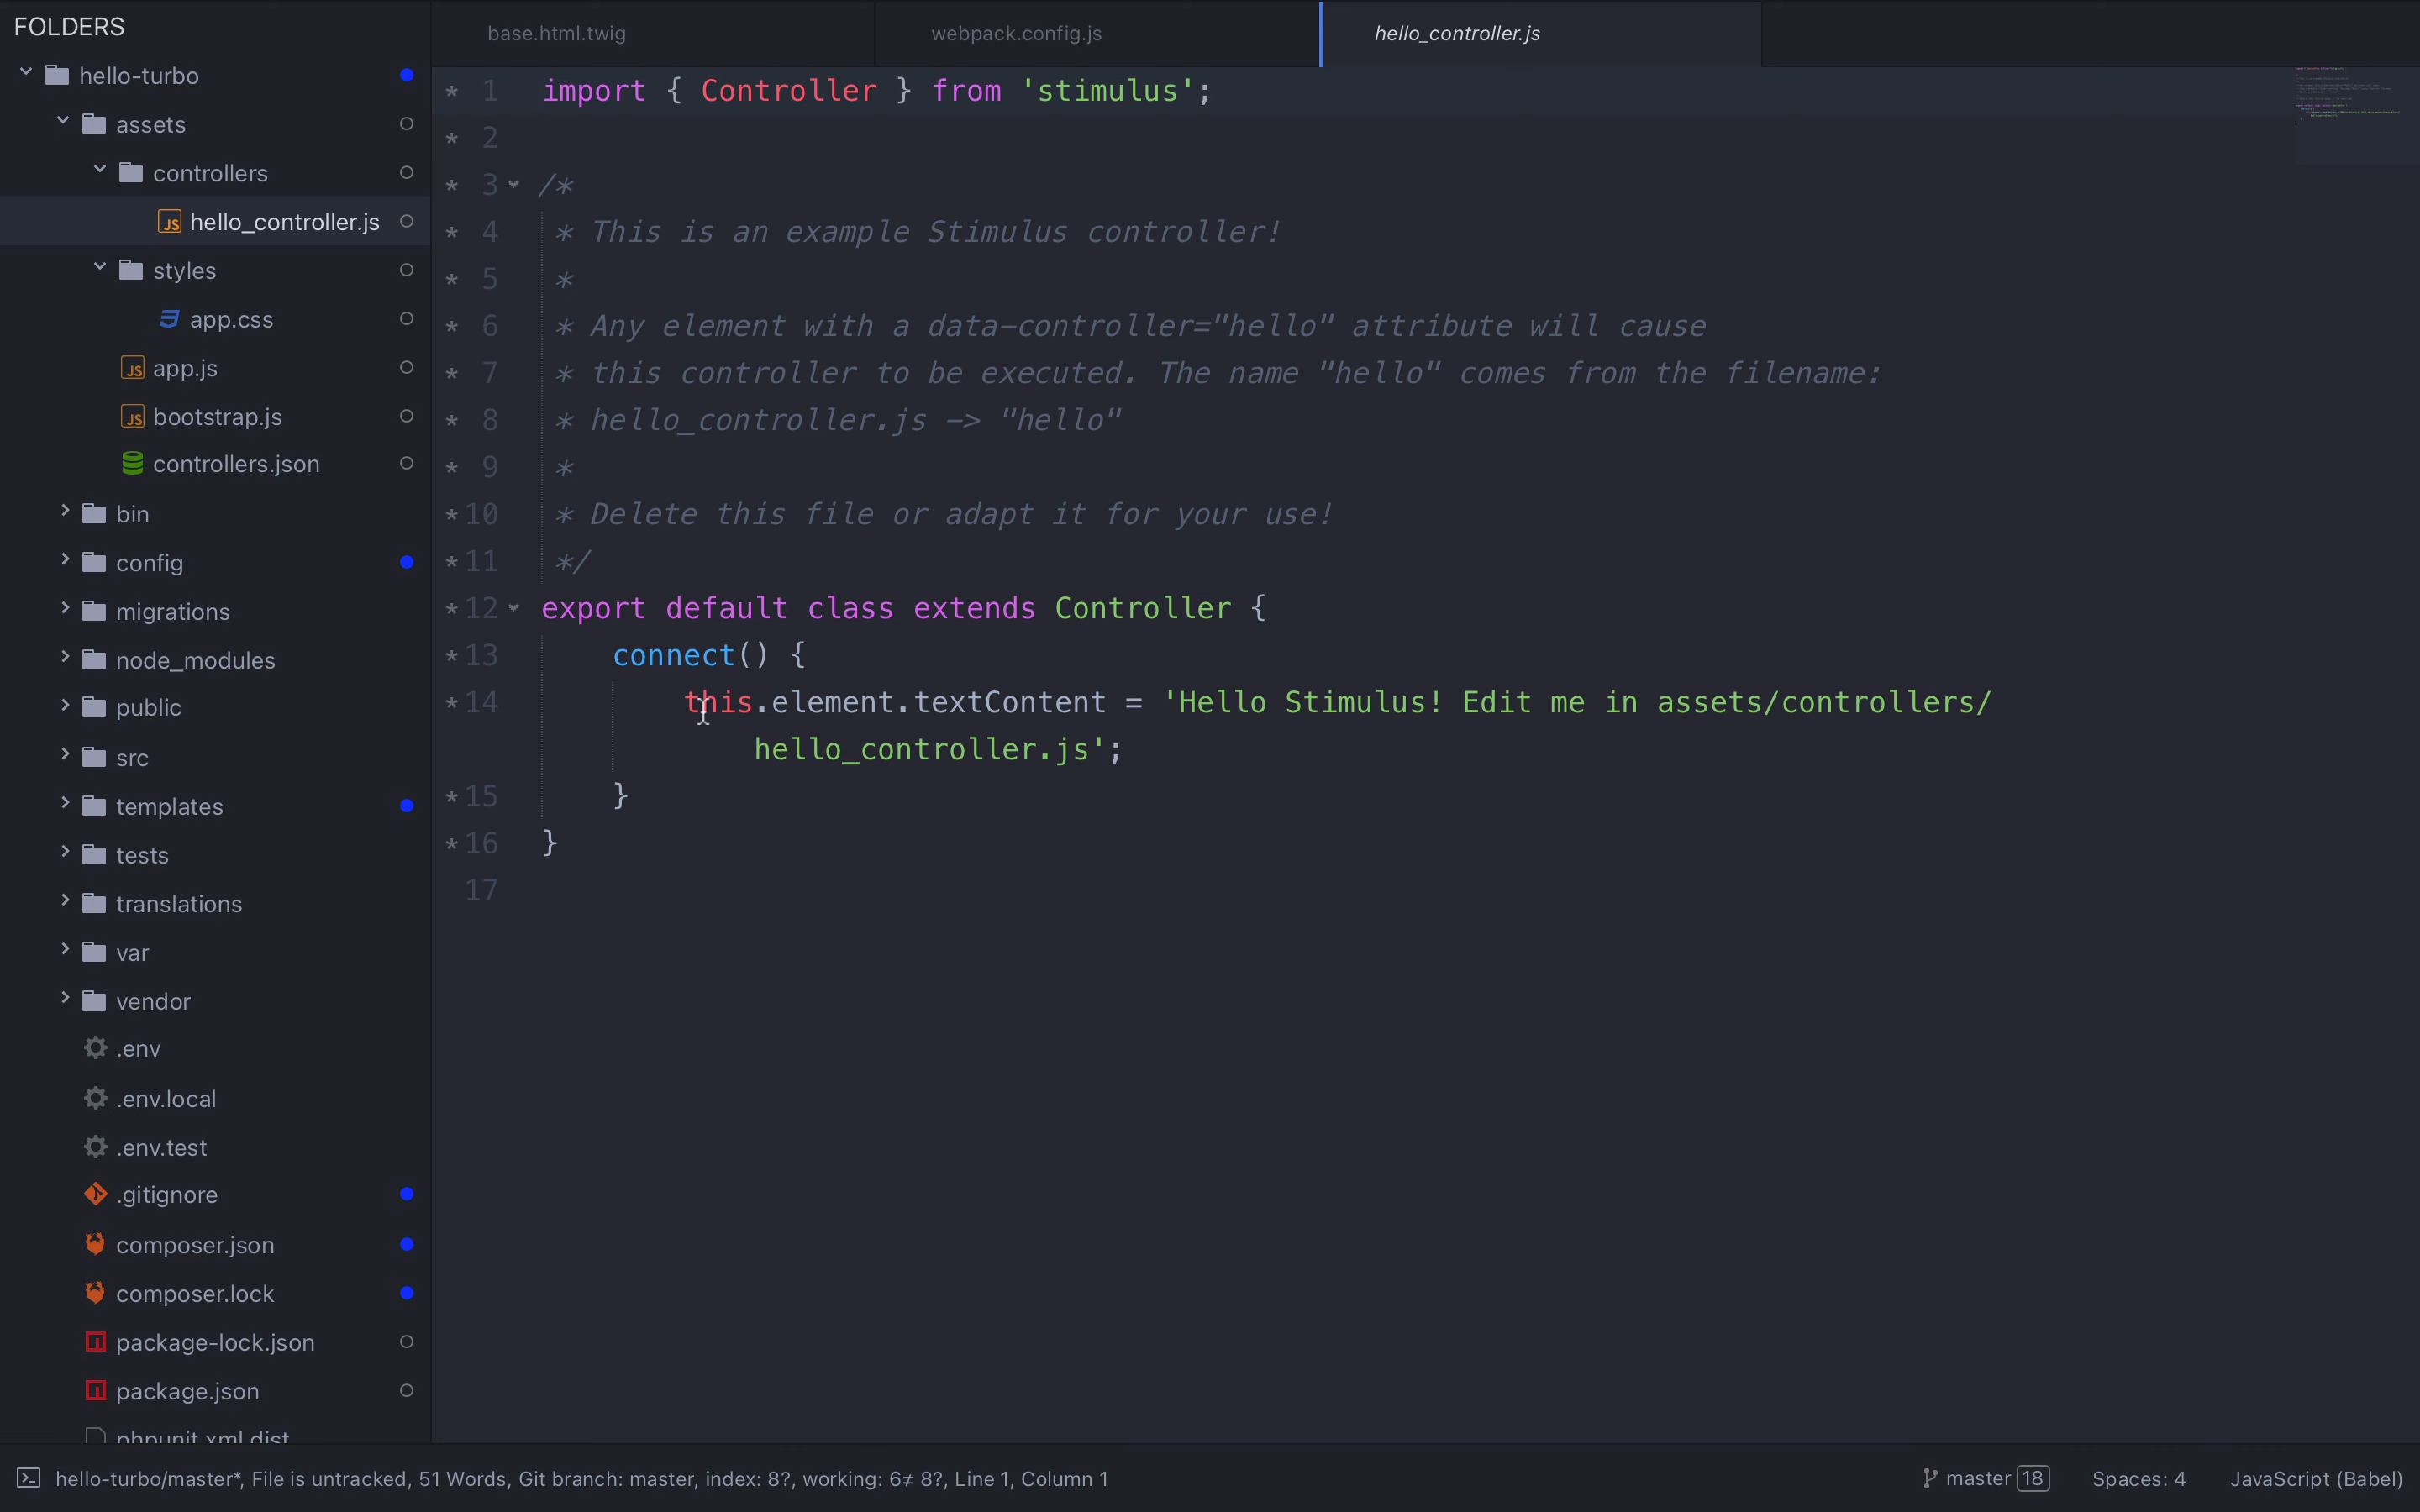 FOLDERS
hello-turbo
assets
controllers
hello_controller.js
styles
app.css
app.js
bootstrap.js
controllers.json
bin
config
migrations
node_modules
public
src
templates
tests
translations
var
vendor
.env
.env.local
.env.test
.gitignore
composer.json
composer.lock
package-lock.json
package.json
phpunit.xml.dist
base.html.twig
webpack.config.js
hello_controller.js
* 1 import { Controller } from 'stimulus';
* 2
* 3 /*
* 4 * This is an example Stimulus controller!
* 5 *
* 6 * Any element with a data-controller="hello" attribute will cause
* 7 * this controller to be executed. The name "hello" comes from the filename:
* 8 * hello_controller.js -> "hello"
* 9 *
* 10 * Delete this file or adapt it for your use!
* 11 */
* 12 export default class extends Controller {
* 13 connect() {
* 14 this.element.textContent = 'Hello Stimulus! Edit me in assets/controllers/
hello_controller.js';
* 15 }
* 16 }
17
hello-turbo/master*, File is untracked, 51 Words, Git branch: master, index: 8?, working: 6≠ 8?, Line 1, Column 1
master 18
Spaces: 4
JavaScript (Babel)